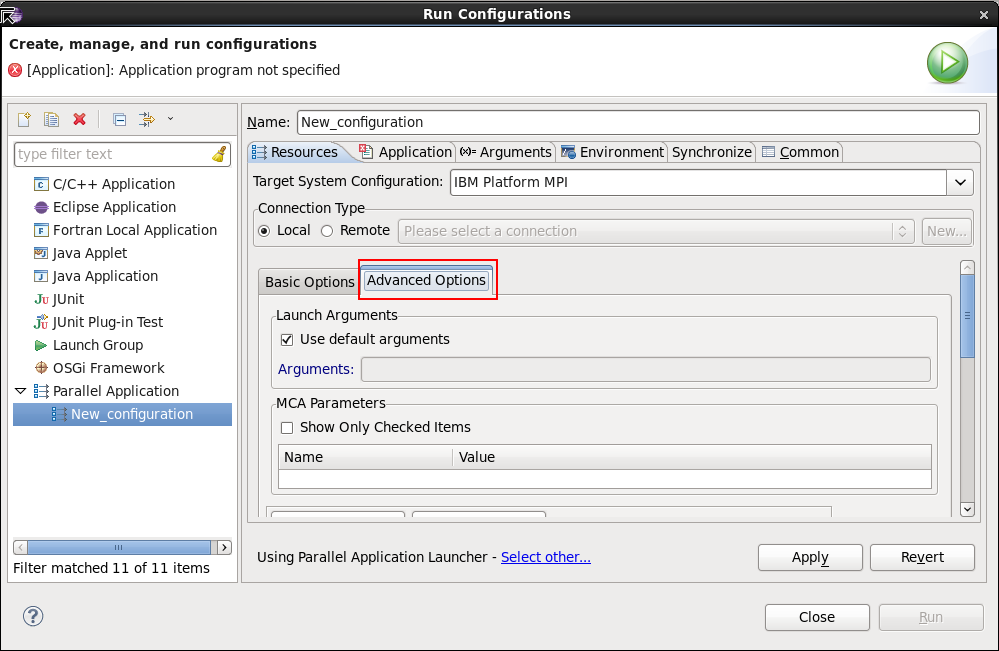 Run Configurations
Create, manage, and run configurations
[Application]: Application program not specified
type filter text
C/C++ Application
Eclipse Application
Fortran Local Application
Java Applet
Java Application
JUnit
JUnit Plug-in Test
Launch Group
OSGi Framework
Parallel Application
New_configuration
Filter matched 11 of 11 items
Name: New_configuration
Resources Application Arguments Environment Synchronize Common
Target System Configuration: IBM Platform MPI
Connection Type
Local Remote Please select a connection New...
Basic Options Advanced Options
Launch Arguments
Use default arguments
Arguments:
MCA Parameters
Show Only Checked Items
Name Value
Using Parallel Application Launcher - Select other...
Apply Revert
Close Run